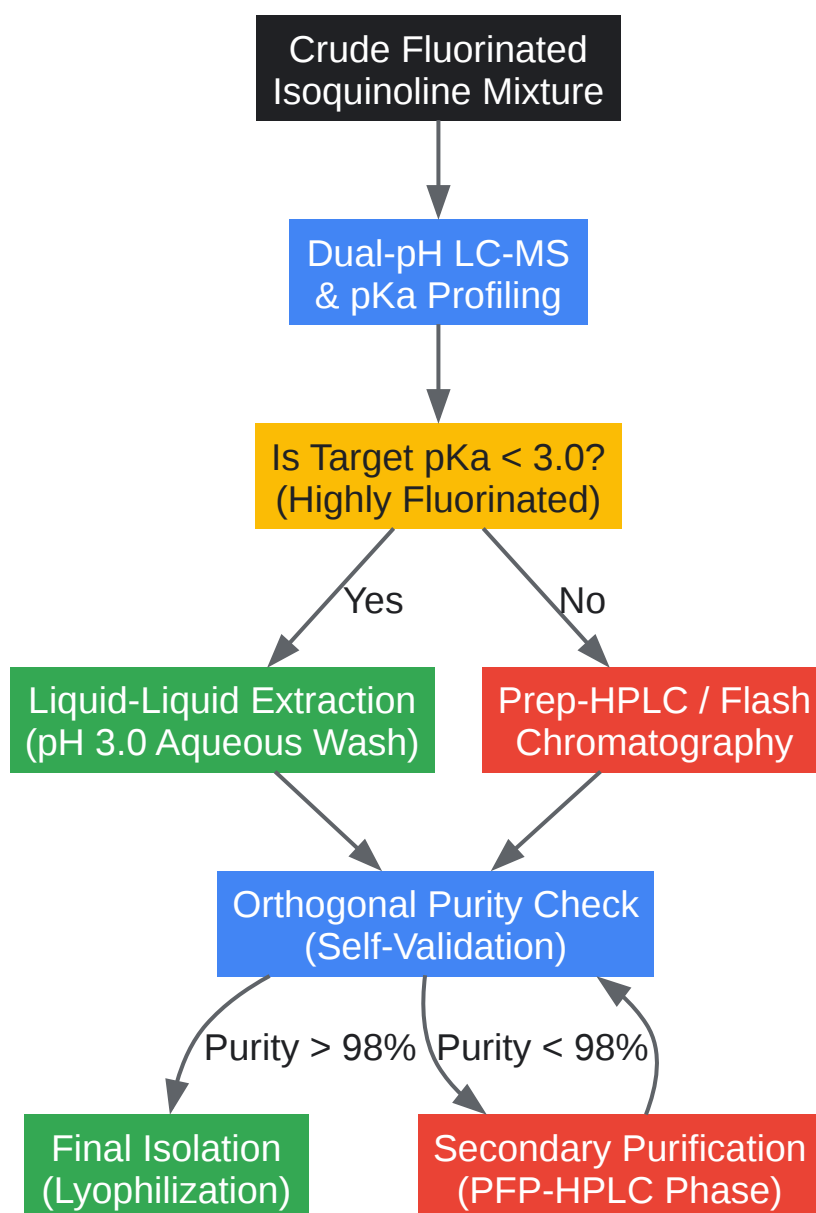 Crude Fluorinated
Isoquinoline Mixture
Dual-pH LC-MS
& pKa Profiling
Is Target pKa < 3.0?
(Highly Fluorinated)
Yes
No
Liquid-Liquid Extraction
(pH 3.0 Aqueous Wash)
Prep-HPLC / Flash
Chromatography
Orthogonal Purity Check
(Self-Validation)
Purity > 98%
Purity < 98%
Final Isolation
(Lyophilization)
Secondary Purification
(PFP-HPLC Phase)